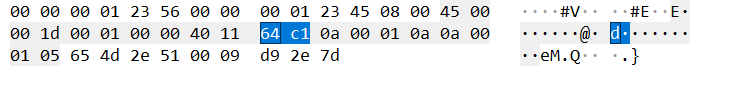 00 00 00 01 23 56 00 00 00 01 23 45 08 00 45 00 ····#V·· ··#E··E·
00 1d 00 01 00 00 40 11 64 c1 0a 00 01 0a 0a 00 ······@· d·······
01 05 65 4d 2e 51 00 09 d9 2e 7d ··eM.Q·· ·.}